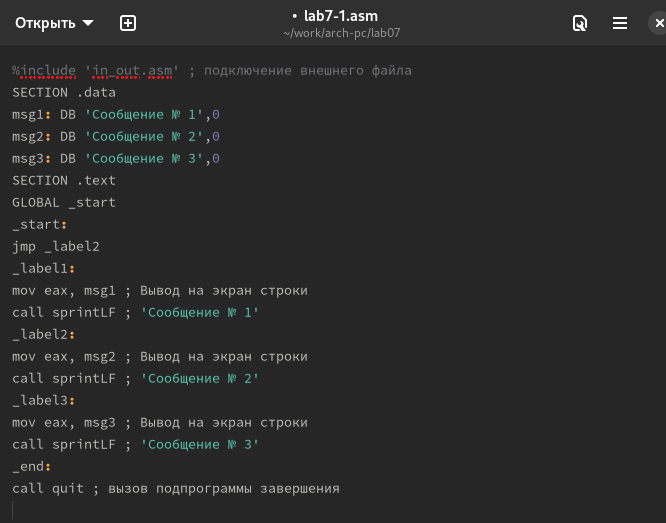 Открыть
• lab7-1.asm
~/work/arch-pc/lab07
%include 'in_out.asm' ; подключение внешнего файла
SECTION .data
msg1: DB 'Сообщение № 1',0
msg2: DB 'Сообщение № 2',0
msg3: DB 'Сообщение № 3',0
SECTION .text
GLOBAL _start
_start:
jmp _label2
_label1:
mov eax, msg1 ; Вывод на экран строки
call sprintLF ; 'Сообщение № 1'
_label2:
mov eax, msg2 ; Вывод на экран строки
call sprintLF ; 'Сообщение № 2'
_label3:
mov eax, msg3 ; Вывод на экран строки
call sprintLF ; 'Сообщение № 3'
_end:
call quit ; вызов подпрограммы завершения